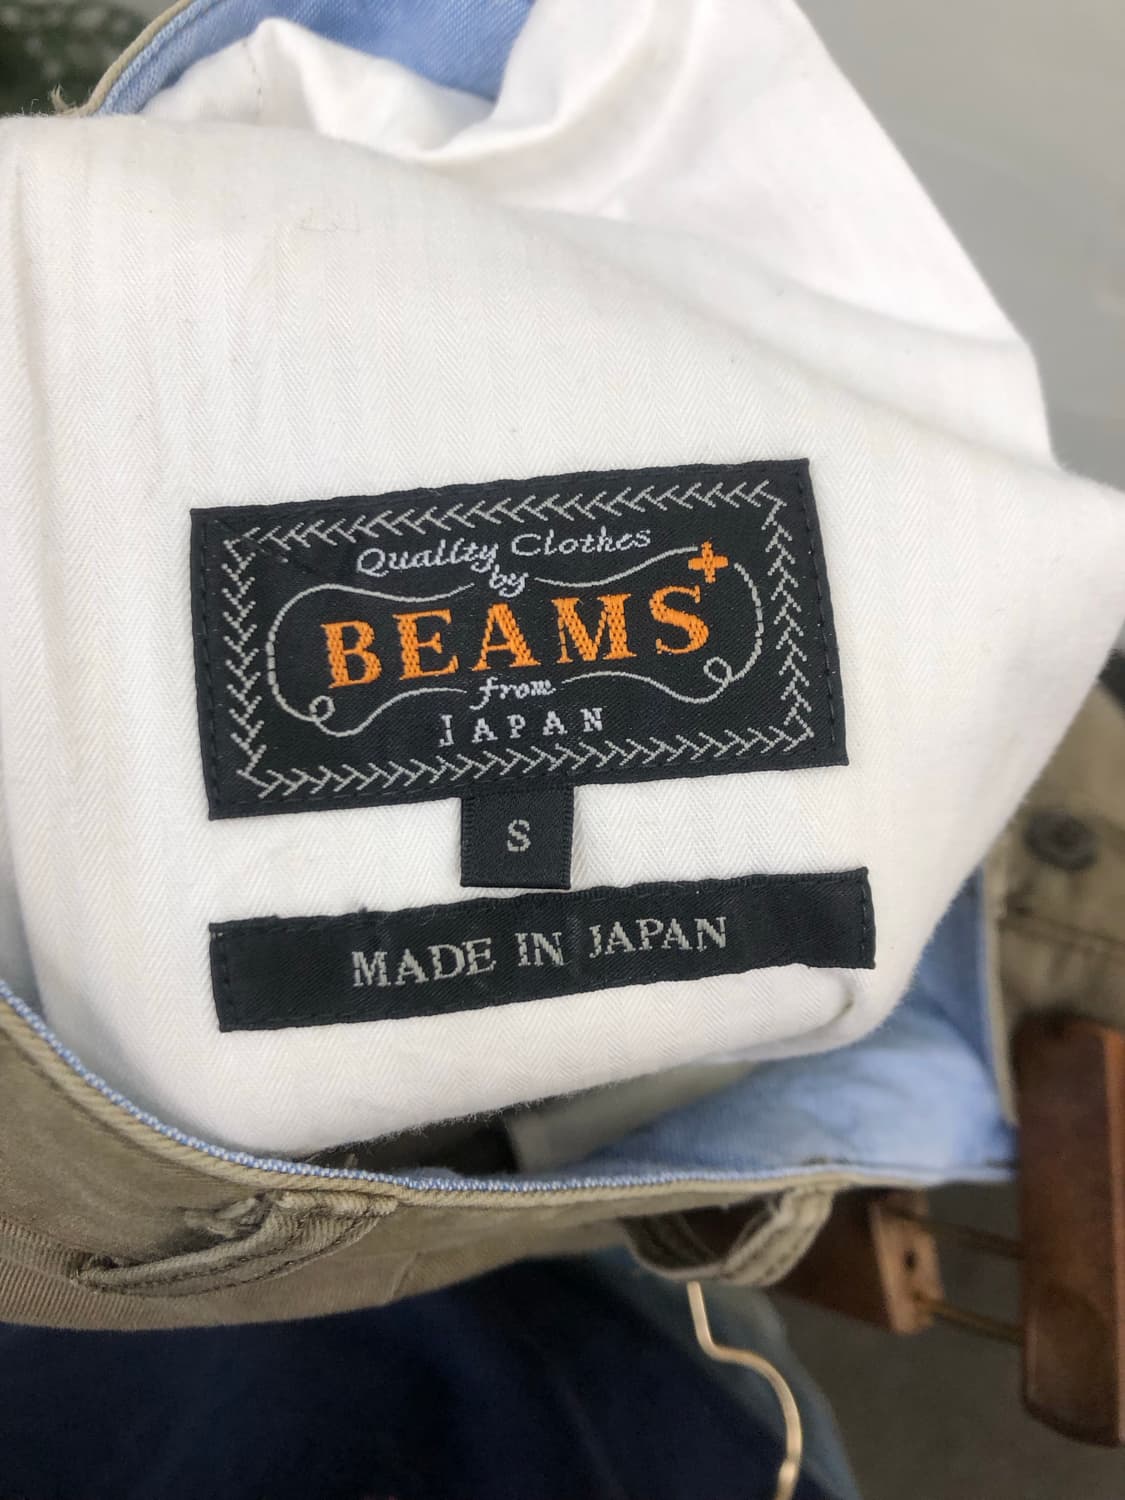 Quality Clothes
by
BEAMS+
from
JAPAN
S
MADE IN JAPAN